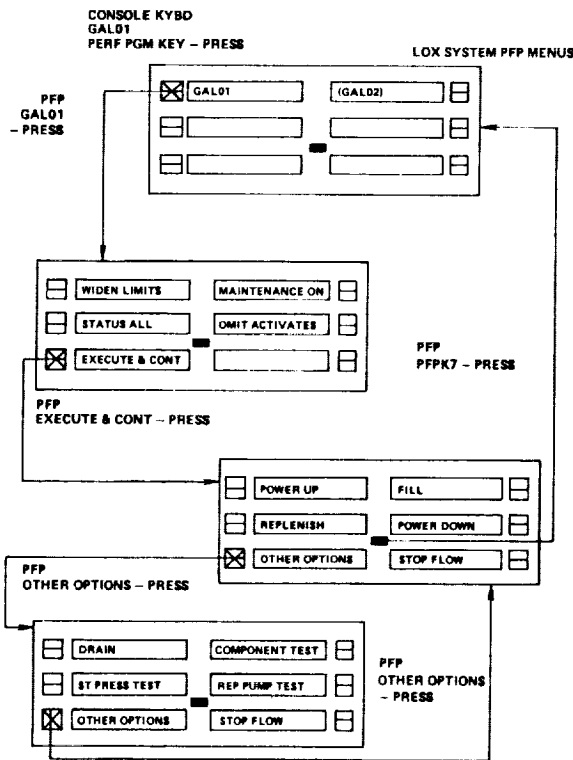 CONSOLE KYBD
GAL01
PERF PGM KEY – PRESS
LOX SYSTEM PFP MENUS
PFP
GAL01
– PRESS
GAL01
(GAL02)
WIDEN LIMITS
MAINTENANCE ON
STATUS ALL
OMIT ACTIVATES
EXECUTE & CONT
PFP
PFPK7 – PRESS
PFP
EXECUTE & CONT – PRESS
POWER UP
FILL
REPLENISH
POWER DOWN
OTHER OPTIONS
STOP FLOW
PFP
OTHER OPTIONS – PRESS
DRAIN
COMPONENT TEST
ST PRESS TEST
REP PUMP TEST
OTHER OPTIONS
STOP FLOW
PFP
OTHER OPTIONS
– PRESS